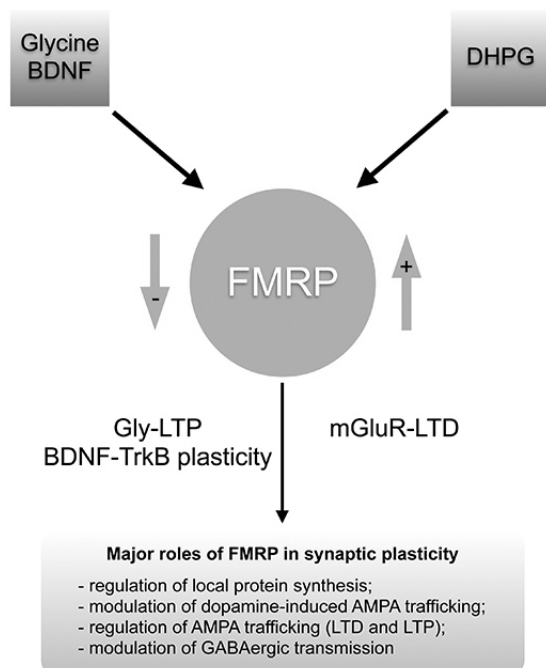 Glycine
BDNF
DHPG
FMRP
-
+
Gly-LTP
BDNF-TrkB plasticity
mGluR-LTD
Major roles of FMRP in synaptic plasticity
- regulation of local protein synthesis;
- modulation of dopamine-induced AMPA trafficking;
- regulation of AMPA trafficking (LTD and LTP);
- modulation of GABAergic transmission